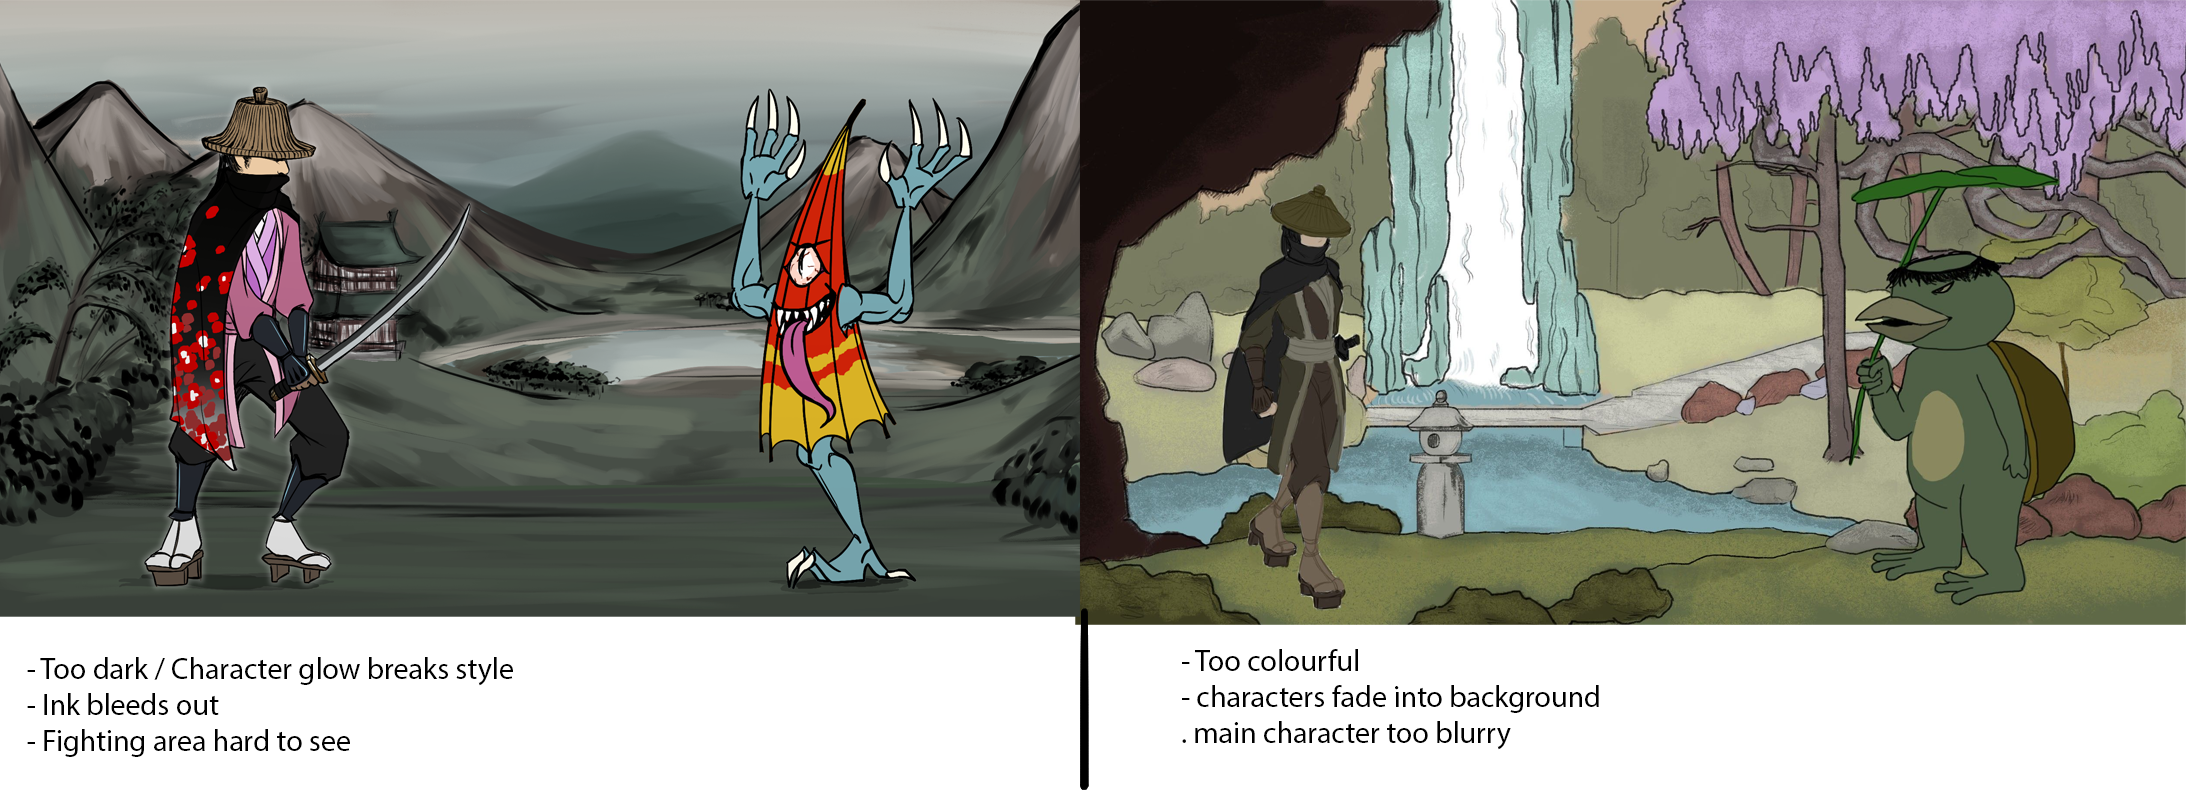 - Too dark / Character glow breaks style
- Ink bleeds out
- Fighting area hard to see
- Too colourful
- characters fade into background
. main character too blurry